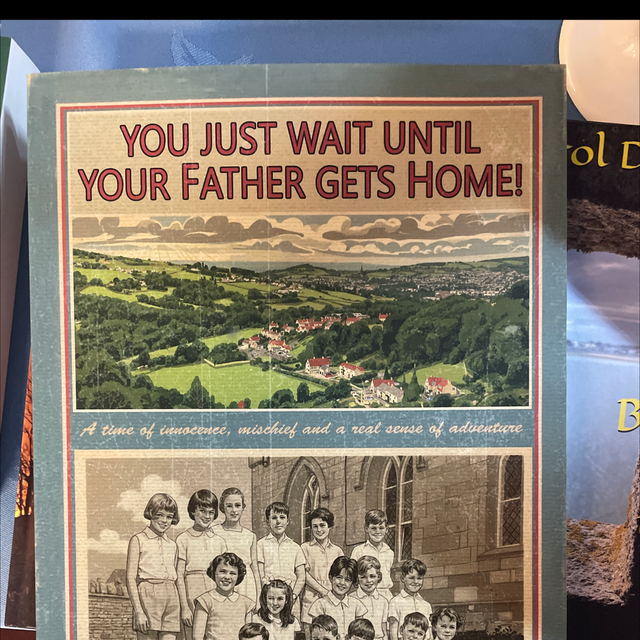 YOU JUST WAIT UNTIL
YOUR FATHER GETS HOME!
A time of innocence, mischief and a real sense of adventure